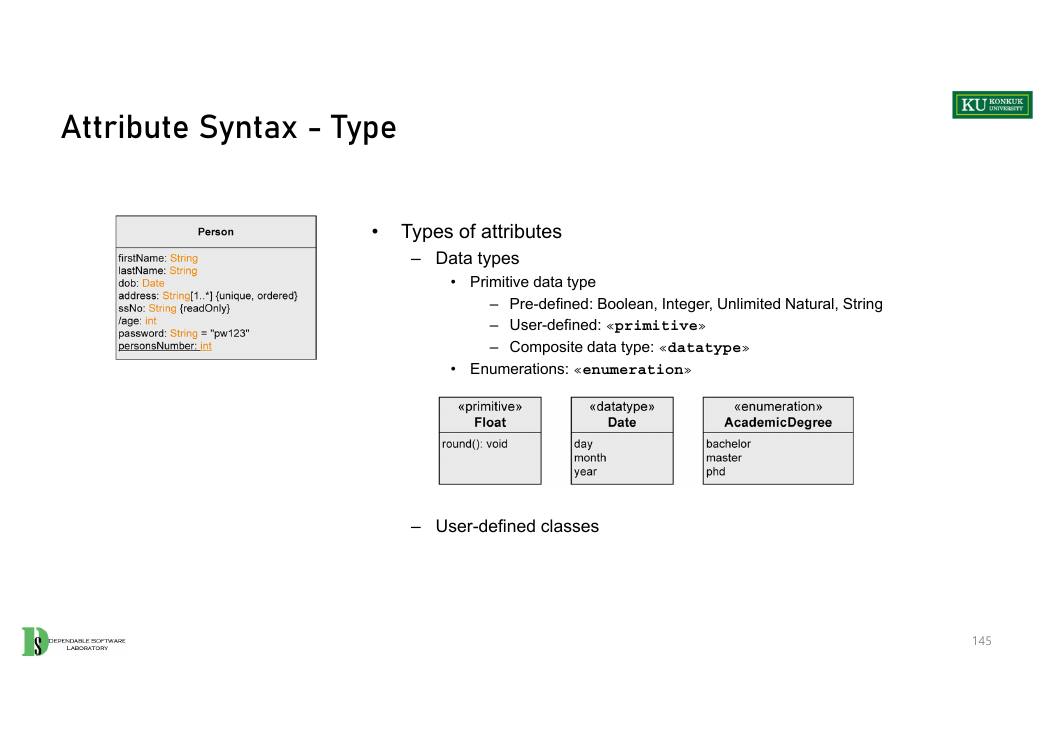 KU KONKUK UNIVERSITY
Attribute Syntax - Type
Person
firstName: String
lastName: String
dob: Date
address: String[1..*] {unique, ordered}
ssNo: String {readOnly}
/age: int
password: String = "pw123"
personsNumber: int
• Types of attributes
– Data types
• Primitive data type
– Pre-defined: Boolean, Integer, Unlimited Natural, String
– User-defined: «primitive»
– Composite data type: «datatype»
• Enumerations: «enumeration»
«primitive»
Float
round(): void
«datatype»
Date
day
month
year
«enumeration»
AcademicDegree
bachelor
master
phd
– User-defined classes
DS DEPENDABLE SOFTWARE
LABORATORY
145